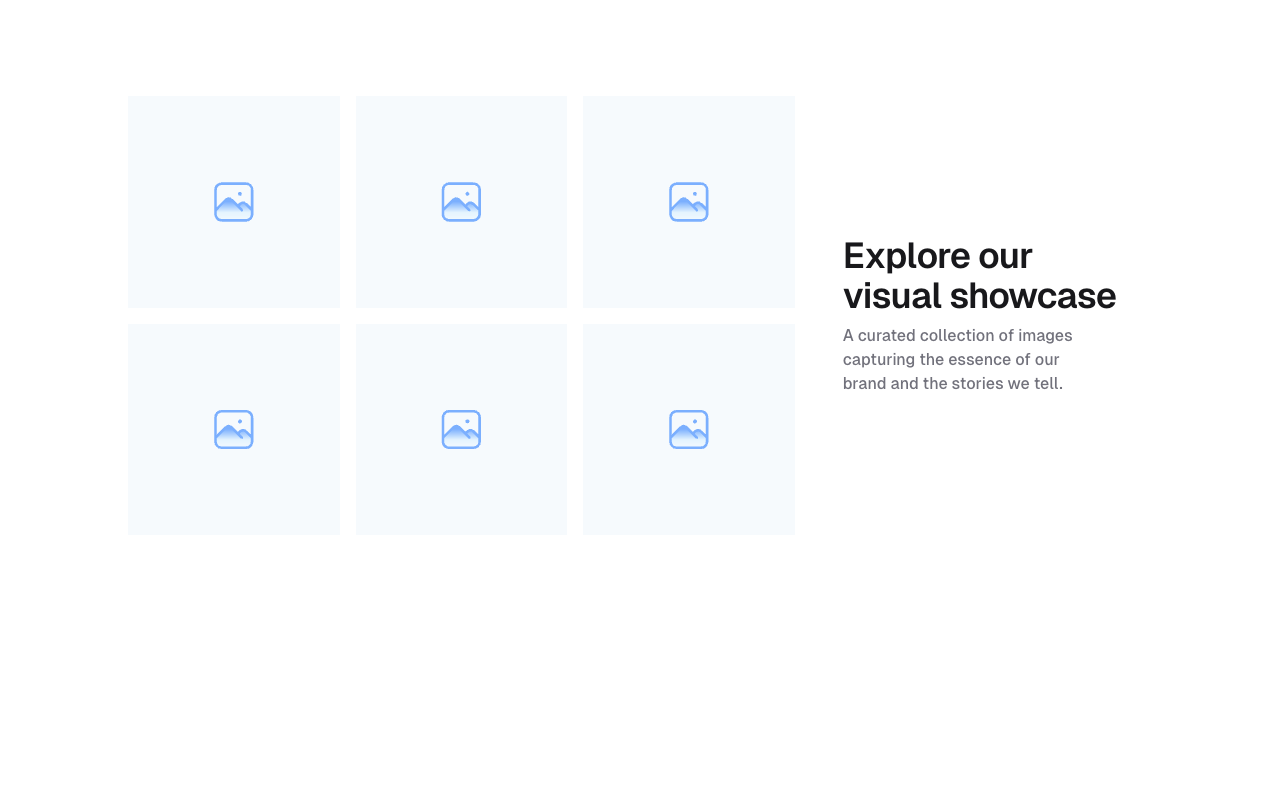 Explore our
visual showcase
A curated collection of images
capturing the essence of our
brand and the stories we tell.